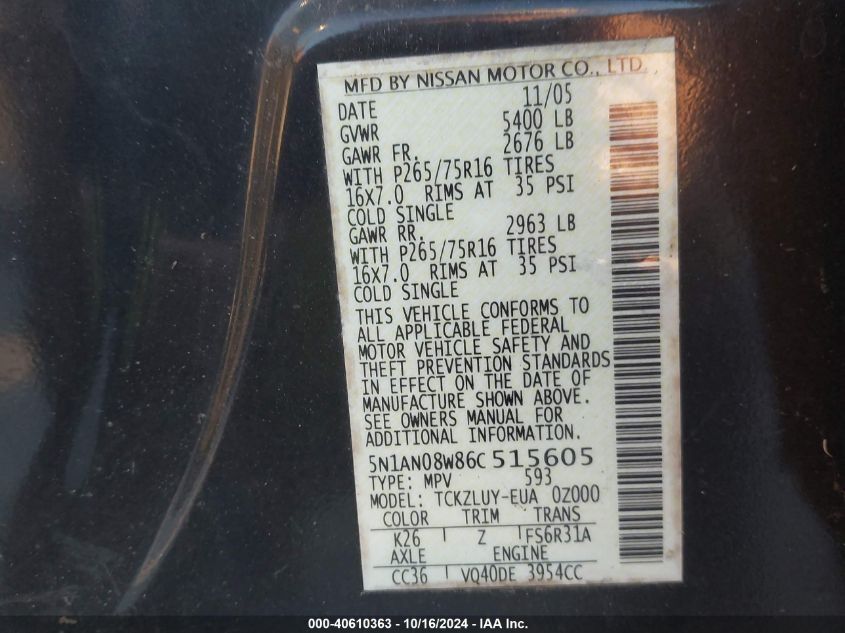 MFD BY NISSAN MOTOR CO., LTD.
DATE 11/05
GVWR 5400 LB
GAWR FR. 2676 LB
WITH P265/75R16 TIRES
16X7.0 RIMS AT 35 PSI
COLD SINGLE
GAWR RR. 2963 LB
WITH P265/75R16 TIRES
16X7.0 RIMS AT 35 PSI
COLD SINGLE
THIS VEHICLE CONFORMS TO
ALL APPLICABLE FEDERAL
MOTOR VEHICLE SAFETY AND
THEFT PREVENTION STANDARDS
IN EFFECT ON THE DATE OF
MANUFACTURE SHOWN ABOVE.
SEE OWNERS MANUAL FOR
ADDITIONAL INFORMATION.
5N1AN08W86C 515605
TYPE: MPV 593
MODEL: TCKZLUY-EUA 0Z000
COLOR TRIM TRANS
K26 Z FS6R31A
AXLE ENGINE
CC36 VQ40DE 3954CC
000-40610363 - 10/16/2024 - Copyright © 2024 IAA, Inc.